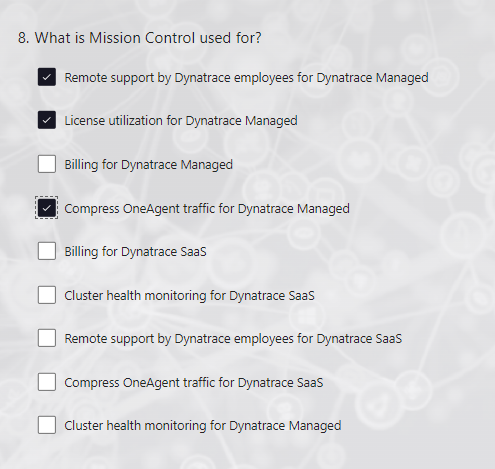 8. What is Mission Control used for?
Remote support by Dynatrace employees for Dynatrace Managed
License utilization for Dynatrace Managed
Billing for Dynatrace Managed
Compress OneAgent traffic for Dynatrace Managed
Billing for Dynatrace SaaS
Cluster health monitoring for Dynatrace SaaS
Remote support by Dynatrace employees for Dynatrace SaaS
Compress OneAgent traffic for Dynatrace SaaS
Cluster health monitoring for Dynatrace Managed